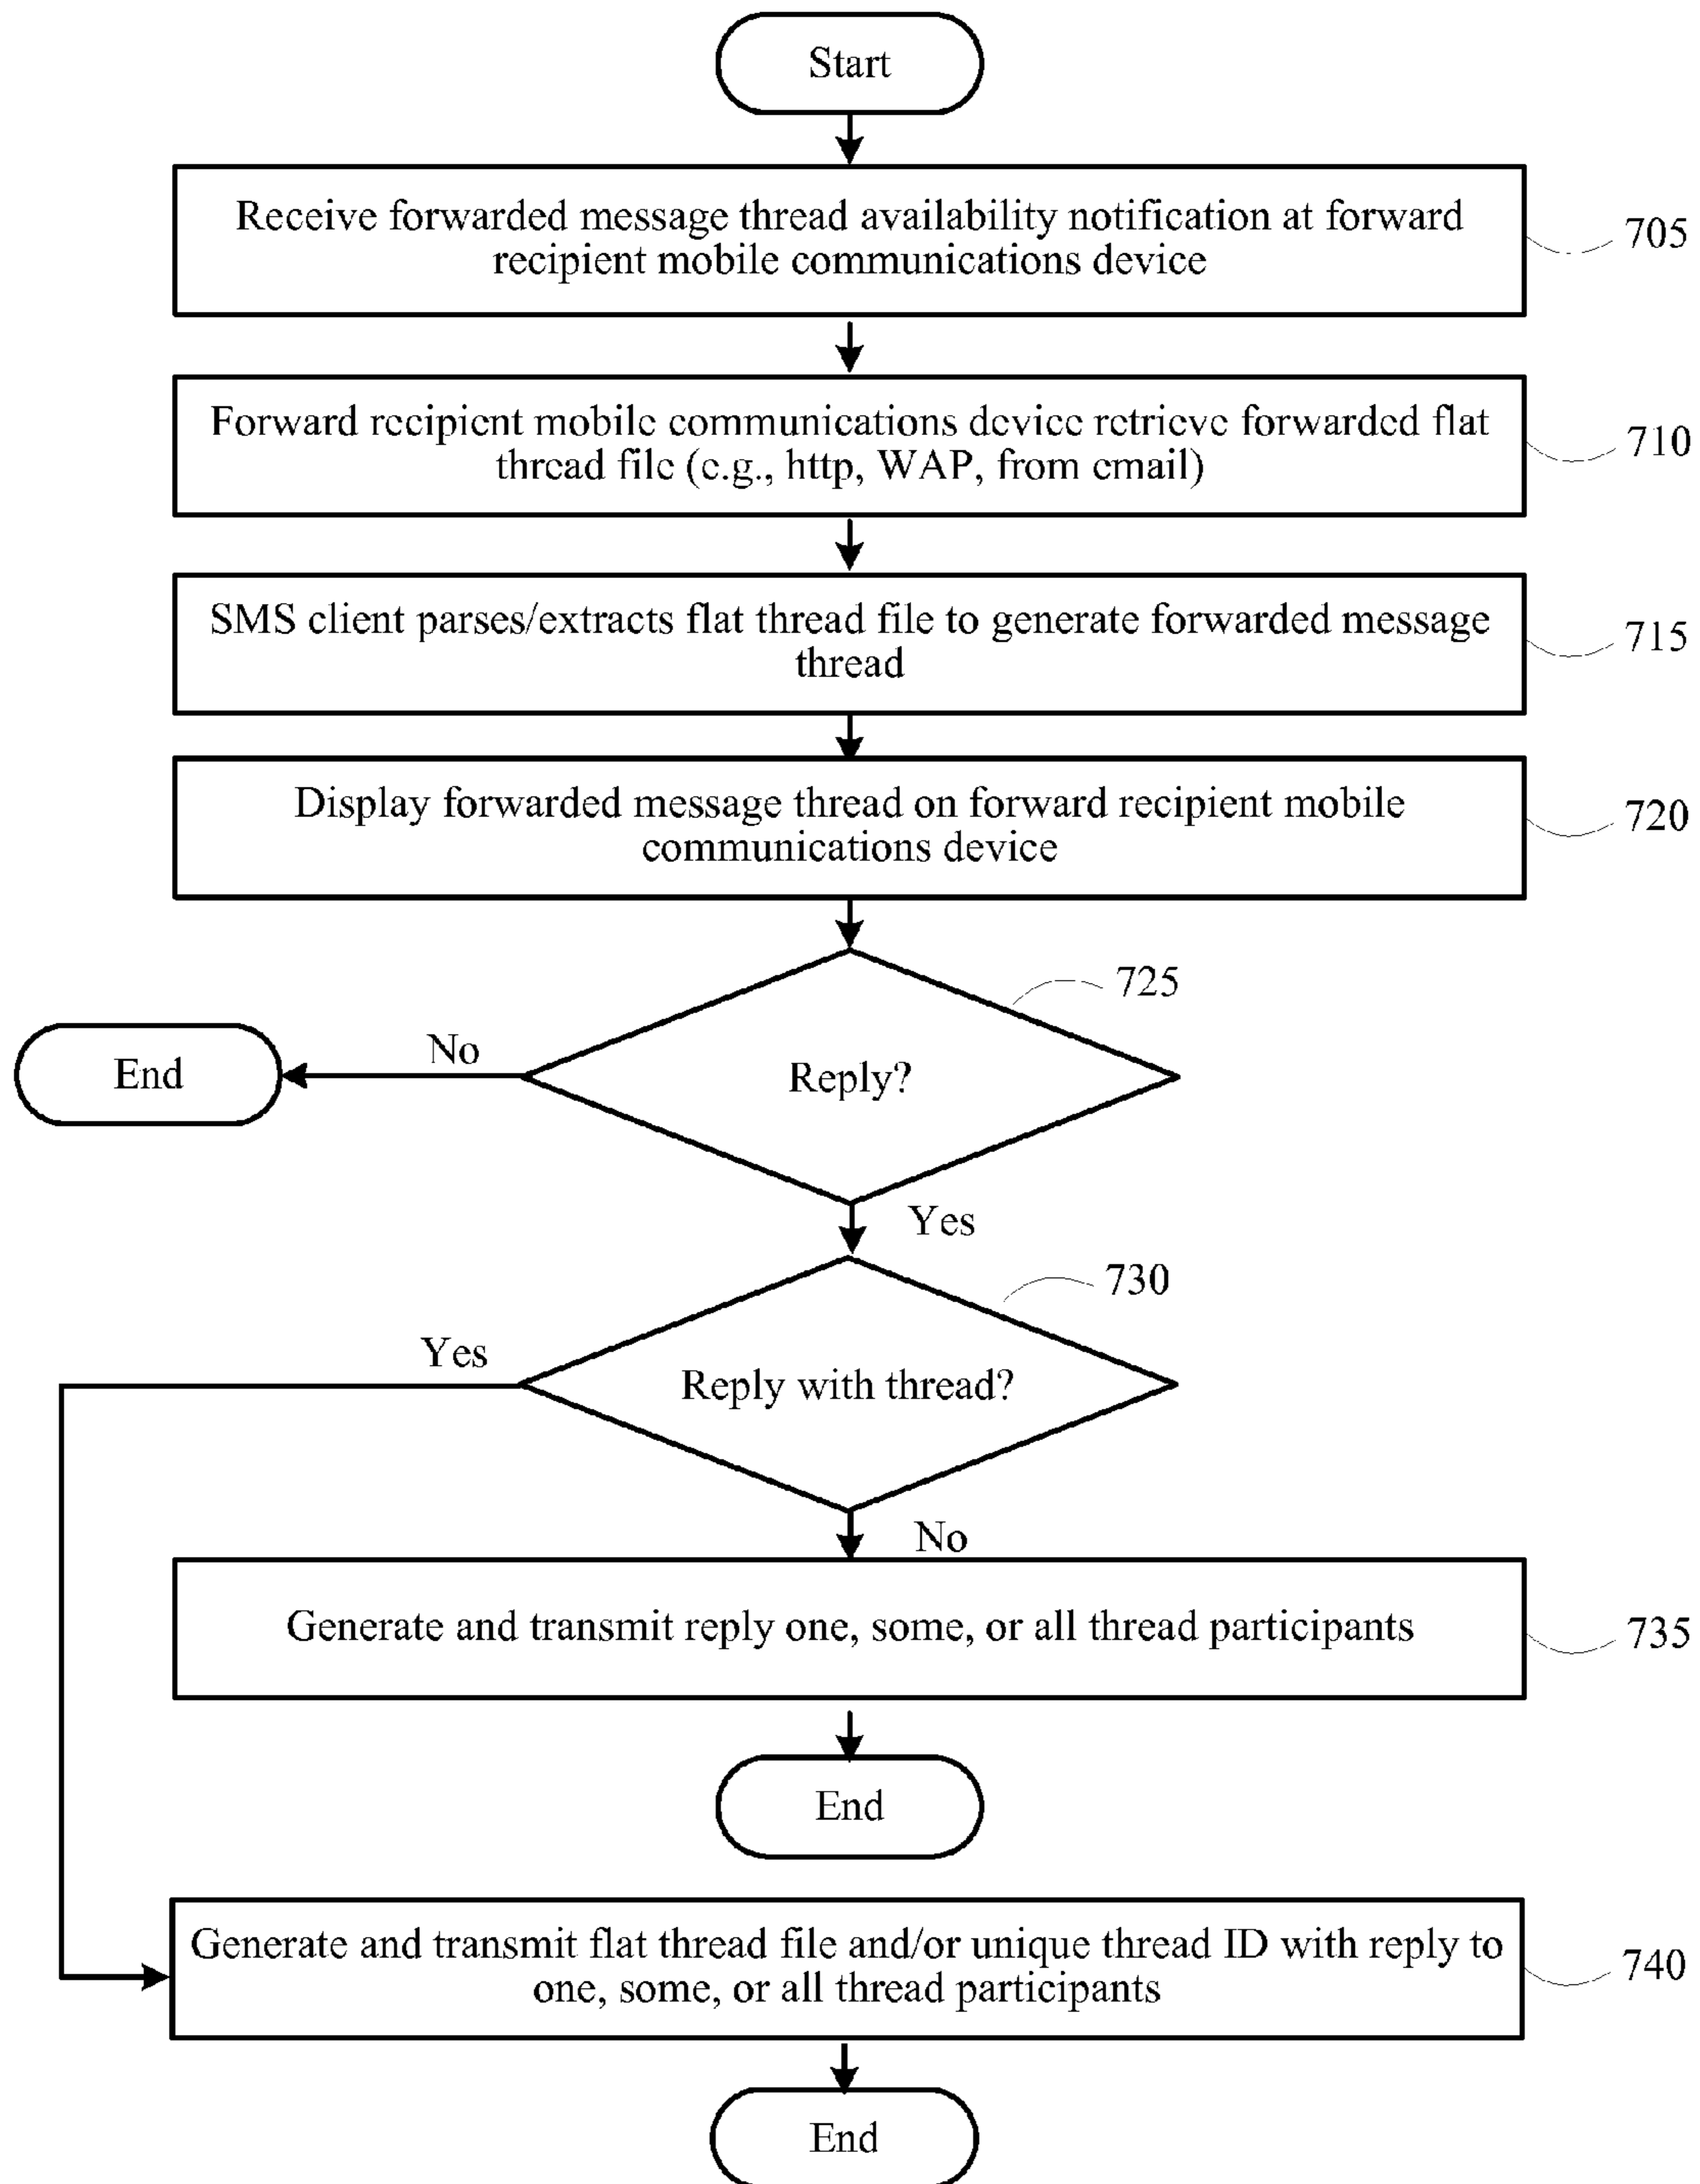 Start
Receive forwarded message thread availability notification at forward
recipient mobile communications device
705
Forward recipient mobile communications device retrieve forwarded flat
thread file (e.g., http, WAP, from email)
710
SMS client parses/extracts flat thread file to generate forwarded message
thread
715
Display forwarded message thread on forward recipient mobile
communications device
720
725
Reply?
No
End
Yes
730
Reply with thread?
Yes
No
Generate and transmit reply one, some, or all thread participants
735
End
Generate and transmit flat thread file and/or unique thread ID with reply to
one, some, or all thread participants
740
End